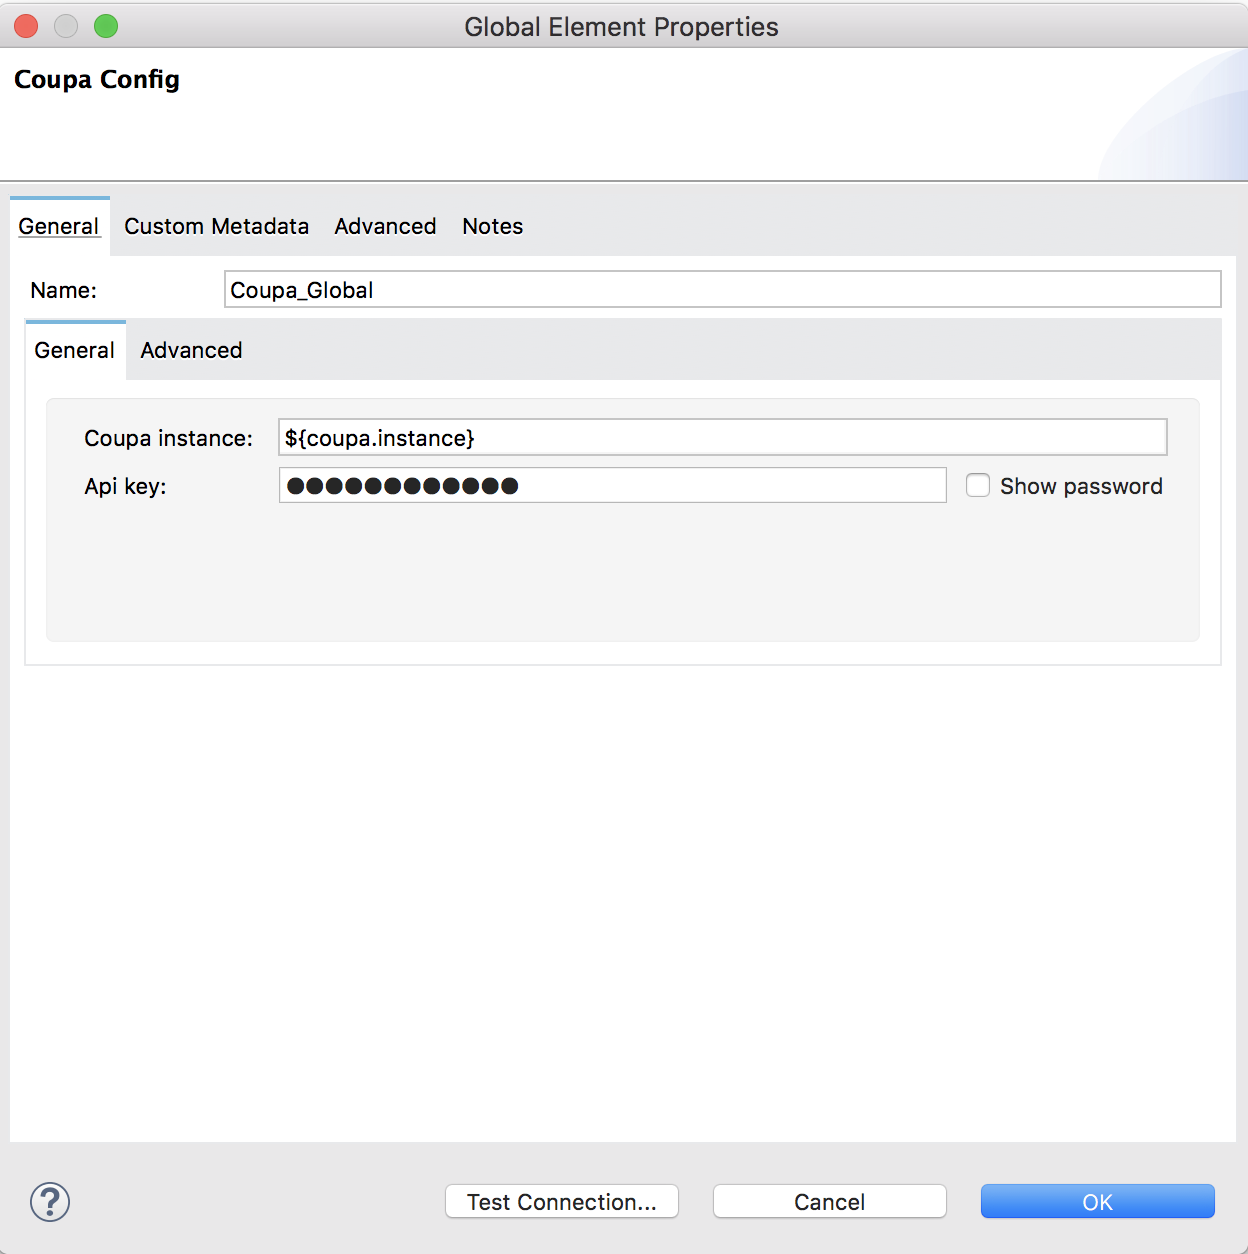 Global Element Properties
Coupa Config
General Custom Metadata Advanced Notes
Name: Coupa_Global
General Advanced
Coupa instance: ${coupa.instance}
Api key: ●●●●●●●●●●●● Show password
? Test Connection... Cancel OK